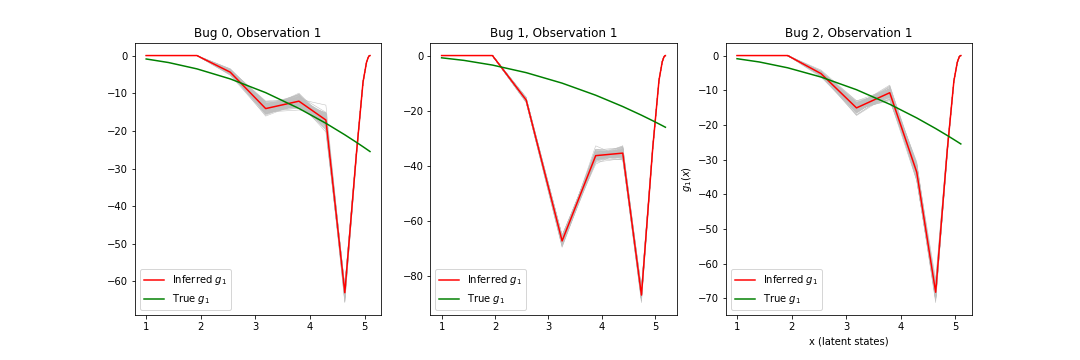 Bug 0, Observation 1
0
−10
−20
−30
−40
−50
−60
1 2 3 4 5
Inferred g₁
True g₁
Bug 1, Observation 1
0
−20
−40
−60
−80
1 2 3 4 5
Inferred g₁
True g₁
Bug 2, Observation 1
g₁(x)
0
−10
−20
−30
−40
−50
−60
−70
1 2 3 4 5
x (latent states)
Inferred g₁
True g₁